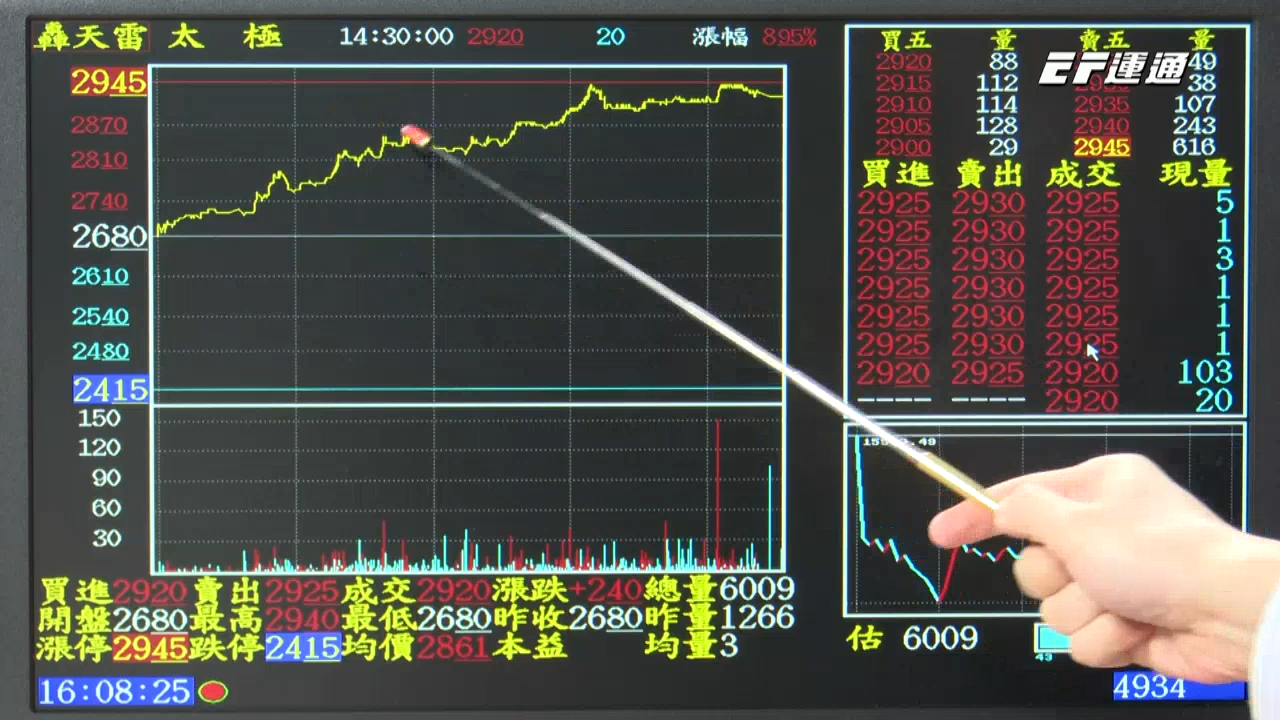 轟天雷 太 極 14:30:00 2920 20 漲幅 895%
2945
2870
2810
2740
2680
2610
2540
2480
2415
150
120
90
60
30
買五 量 賣五 量
2920 88 49
2915 112 38
2910 114 2935 107
2905 128 2940 243
2900 29 2945 616
EF運通
買進 賣出 成交 現量
2925 2930 2925 5
2925 2930 2925 1
2925 2930 2925 3
2925 2930 2925 1
2925 2930 2925 1
2925 2930 2925 1
2920 2925 2920 103
---- ---- 2920 20
買進2920賣出2925成交2920漲跌+240總量6009
開盤2680最高2940最低2680昨收2680昨量1266
漲停2945跌停2415均價2861本益 均量3
估 6009
43
16:08:25
4934